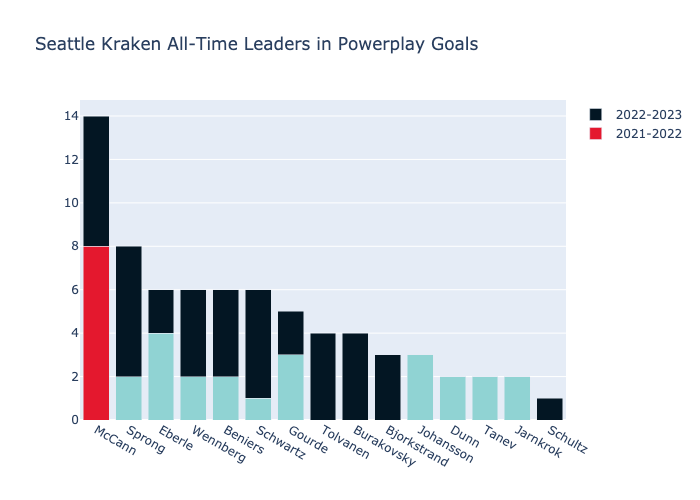 Seattle Kraken All-Time Leaders in Powerplay Goals
2022-2023
2021-2022
14
12
10
8
6
4
2
0
McCann
Sprong
Eberle
Wennberg
Beniers
Schwartz
Gourde
Tolvanen
Burakovsky
Bjorkstrand
Johansson
Dunn
Tanev
Jarnkrok
Schultz